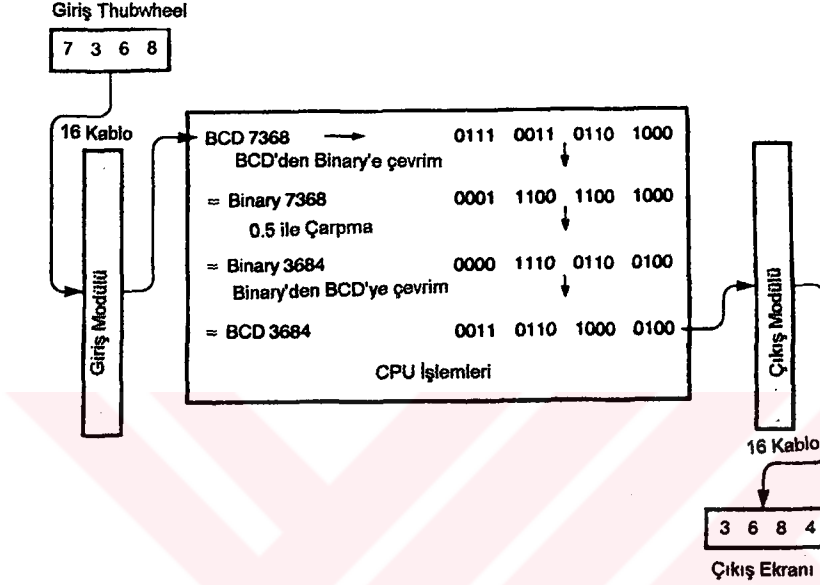 Giriş Thubwheel
7 3 6 8
16 Kablo
Giriş Modülü
BCD 7368 → 0111 0011 0110 1000
BCD'den Binary'e çevrim
= Binary 7368 0001 1100 1100 1000
0.5 ile Çarpma
= Binary 3684 0000 1110 0110 0100
Binary'den BCD'ye çevrim
= BCD 3684 0011 0110 1000 0100
CPU İşlemleri
Çıkış Modülü
16 Kablo
3 6 8 4
Çıkış Ekranı